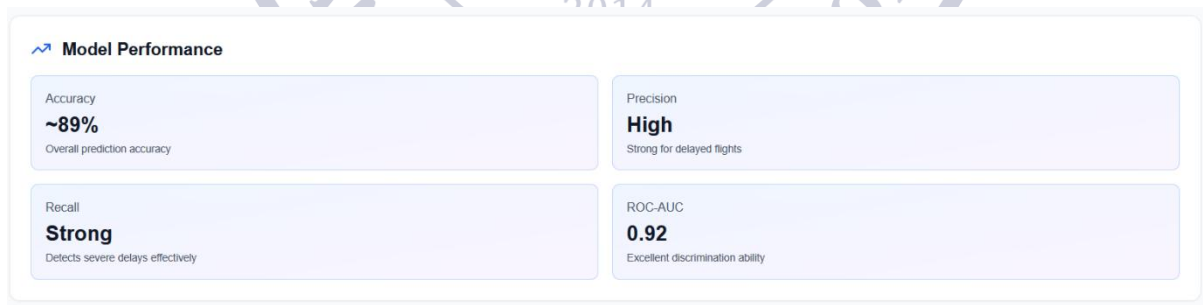 2014
Model Performance
Accuracy
~89%
Overall prediction accuracy
Precision
High
Strong for delayed flights
Recall
Strong
Detects severe delays effectively
ROC-AUC
0.92
Excellent discrimination ability